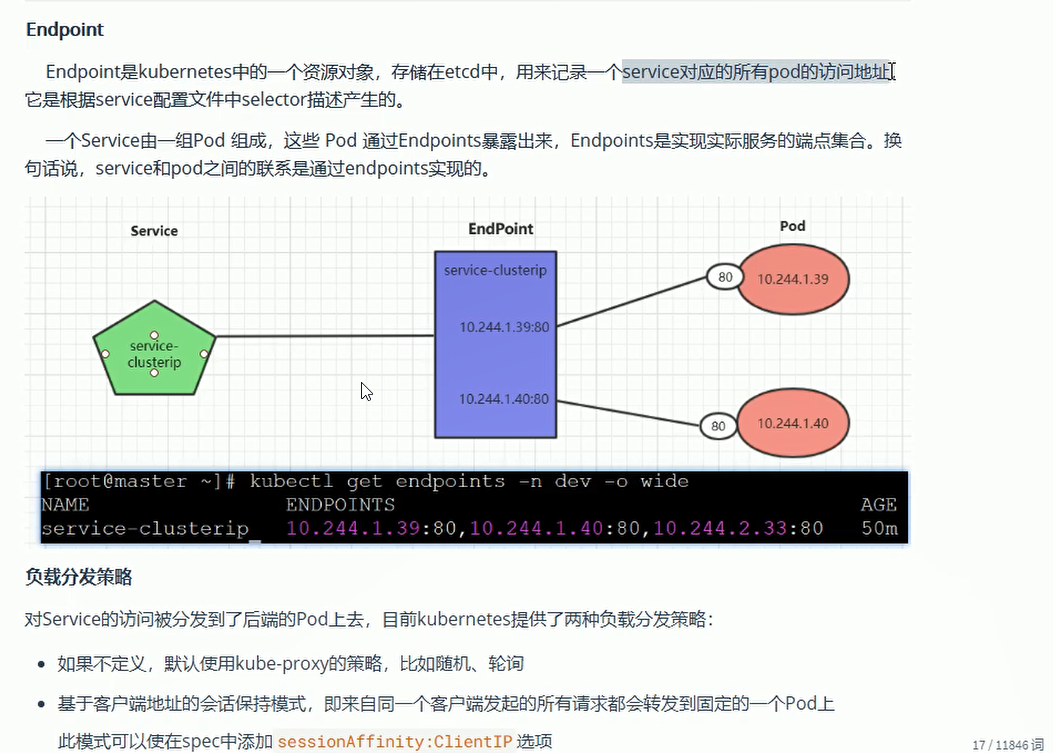 Endpoint
Endpoint是kubernetes中的一个资源对象，存储在etcd中，用来记录一个service对应的所有pod的访问地址，
它是根据service配置文件中selector描述产生的。
一个Service由一组Pod 组成，这些 Pod 通过Endpoints暴露出来，Endpoints是实现实际服务的端点集合。换
句话说，service和pod之间的联系是通过endpoints实现的。
Service
EndPoint
Pod
service-clusterip
80
10.244.1.39
10.244.1.39:80
service-
clusterip
10.244.1.40:80
80
10.244.1.40
[root@master ~]# kubectl get endpoints -n dev -o wide
NAME ENDPOINTS AGE
service-clusterip 10.244.1.39:80,10.244.1.40:80,10.244.2.33:80 50m
负载分发策略
对Service的访问被分发到了后端的Pod上去，目前kubernetes提供了两种负载分发策略：
如果不定义，默认使用kube-proxy的策略，比如随机、轮询
基于客户端地址的会话保持模式，即来自同一个客户端发起的所有请求都会转发到固定的一个Pod上
此模式可以使在spec中添加 sessionAffinity:ClientIP 选项
17 / 11846 词